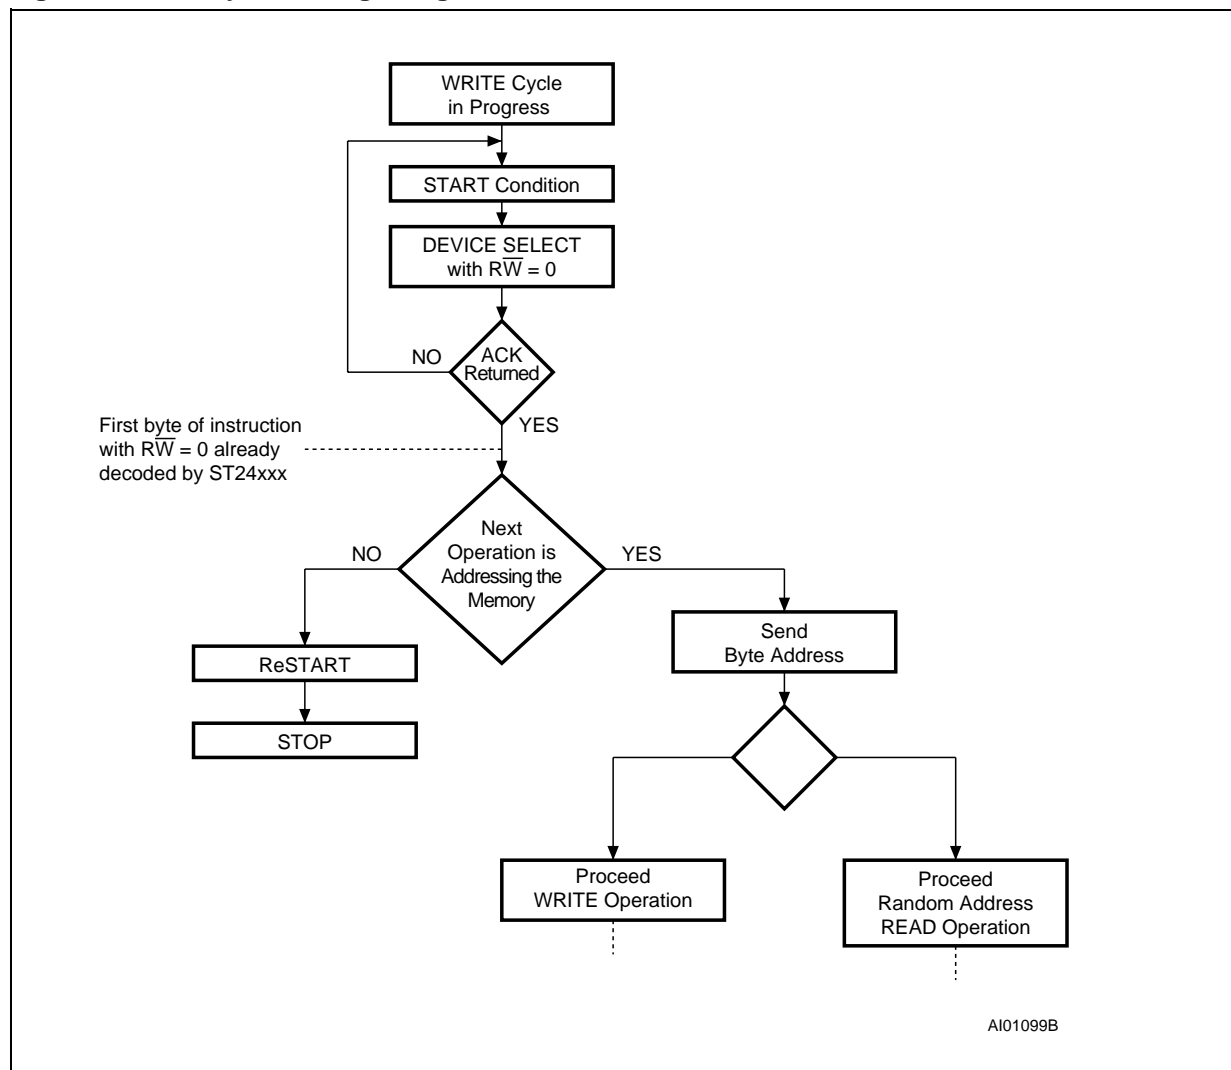 WRITE Cycle
in Progress
START Condition
DEVICE SELECT
with RW̅ = 0
NO
ACK
Returned
YES
First byte of instruction
with RW̅ = 0 already
decoded by ST24xxx
Next
Operation is
Addressing the
Memory
NO
YES
Send
Byte Address
ReSTART
STOP
Proceed
WRITE Operation
Proceed
Random Address
READ Operation
AI01099B